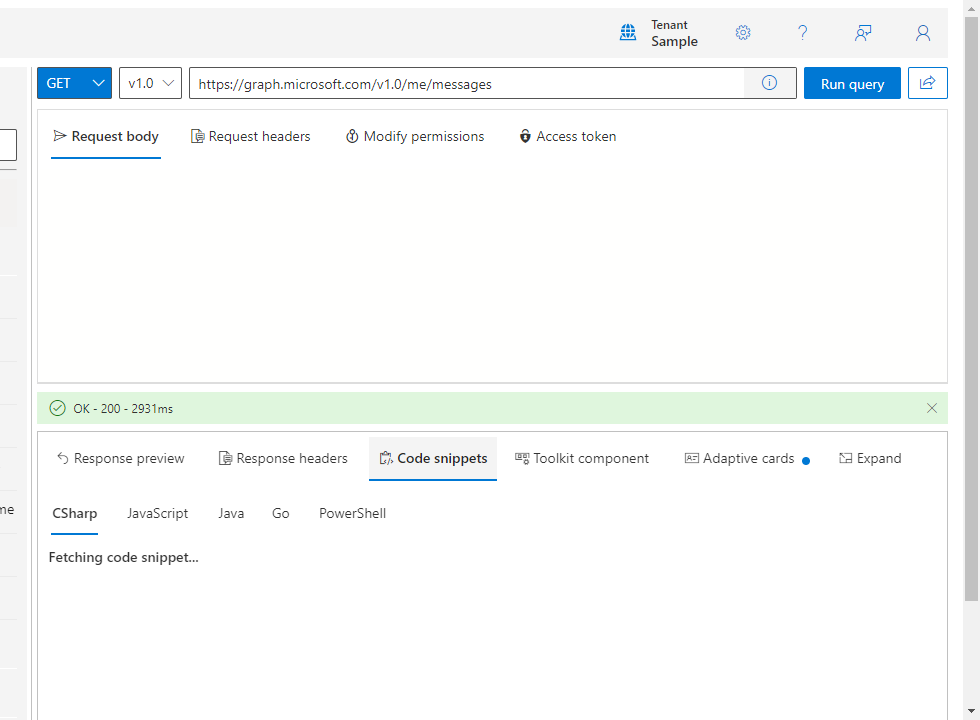 Tenant
Sample
GET v1.0 https://graph.microsoft.com/v1.0/me/messages Run query
Request body Request headers Modify permissions Access token
OK - 200 - 2931ms
Response preview Response headers Code snippets Toolkit component Adaptive cards Expand
CSharp JavaScript Java Go PowerShell
me
Fetching code snippet...